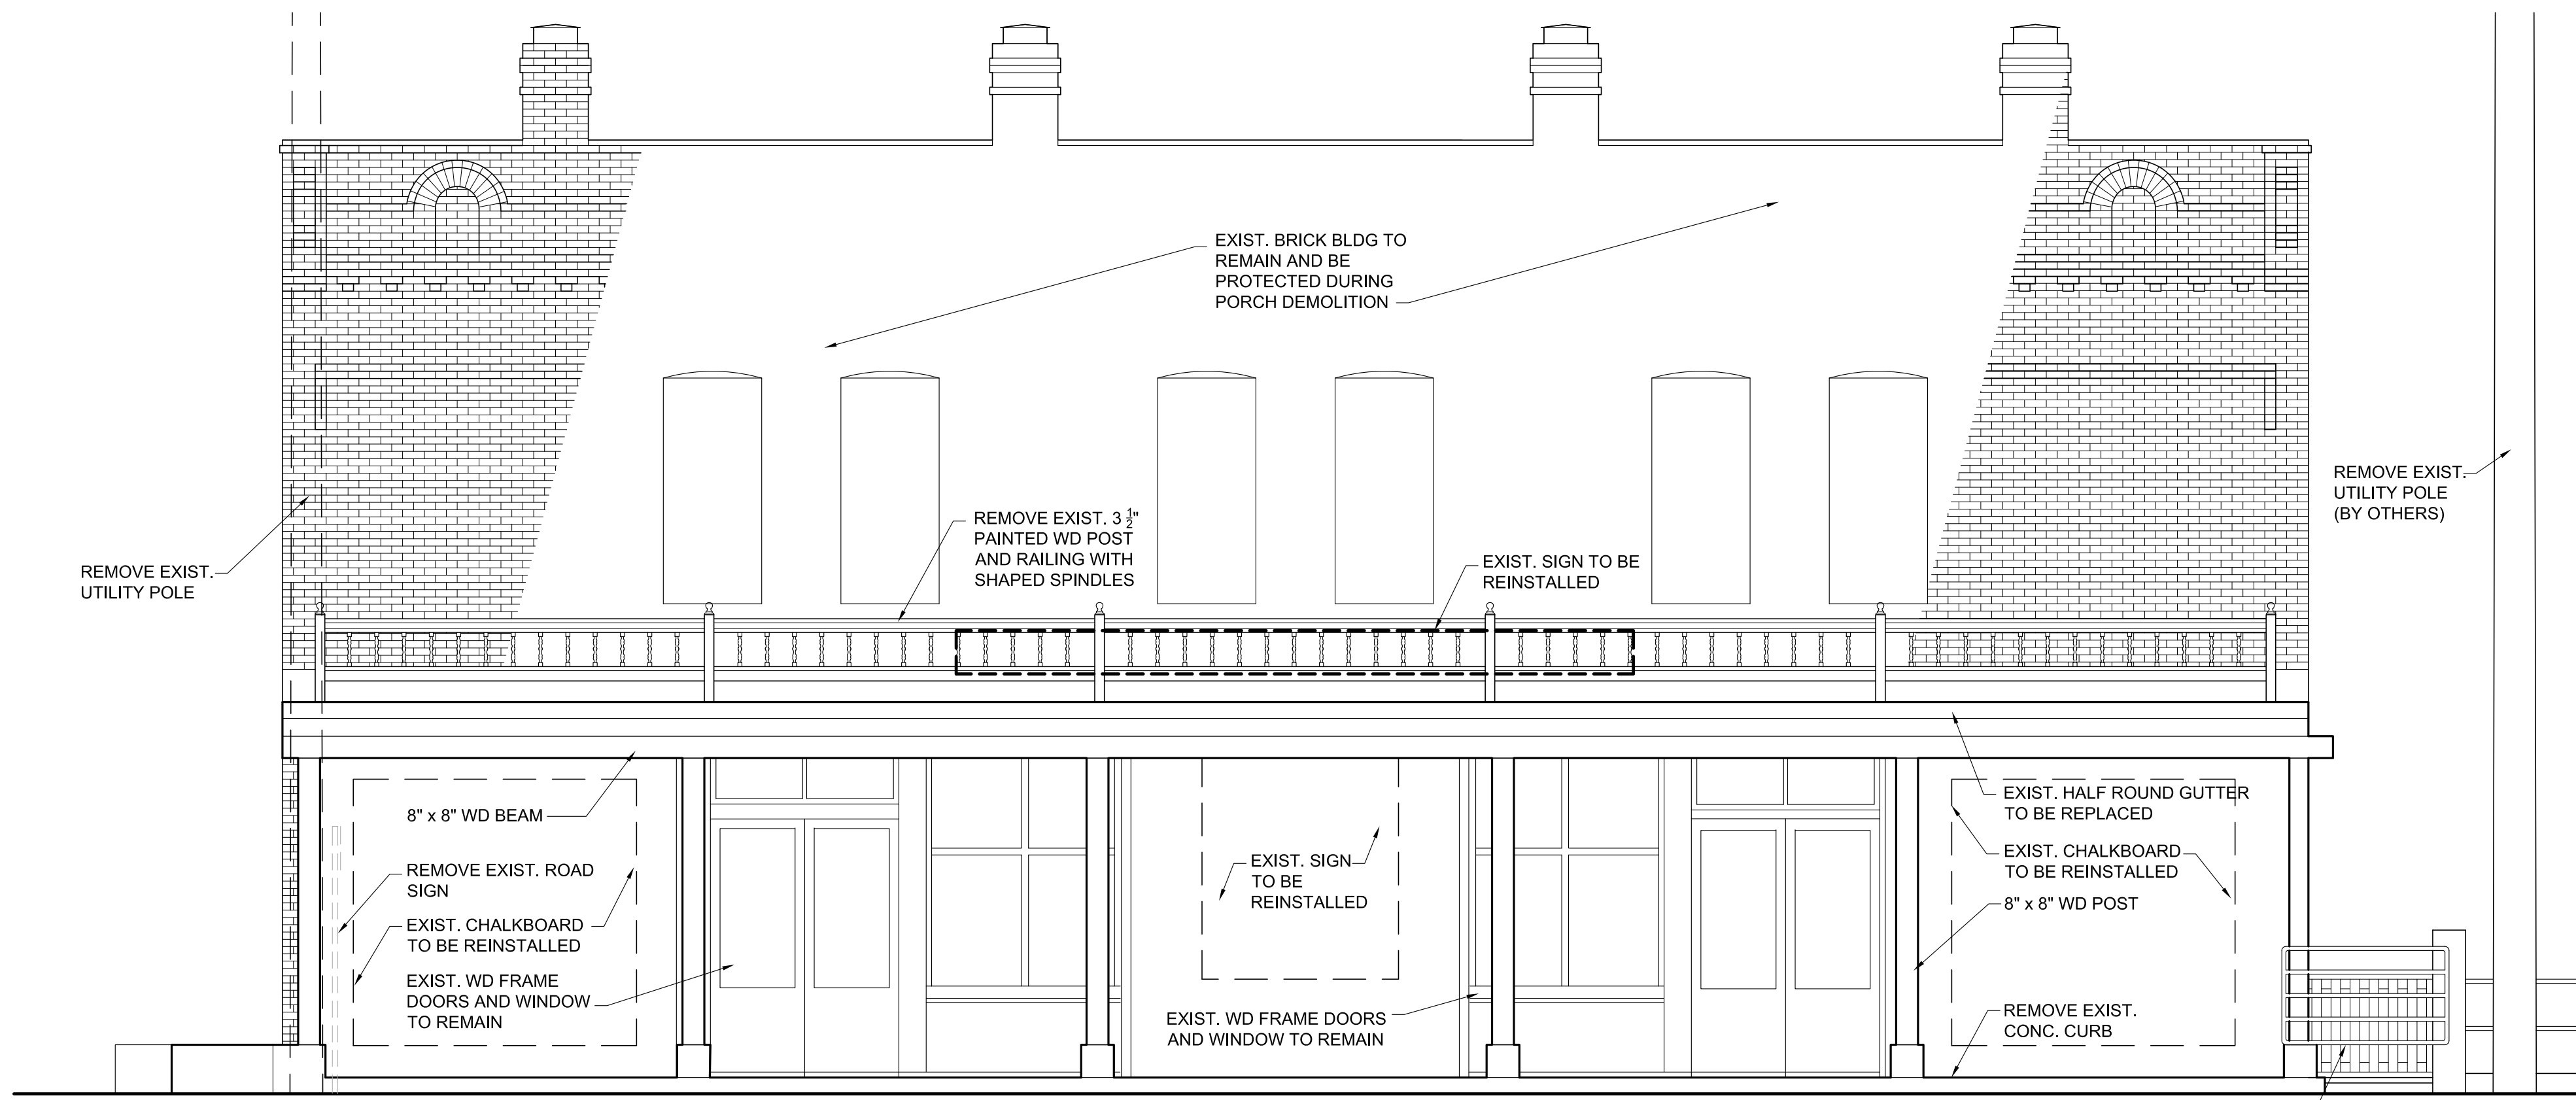 EXIST. BRICK BLDG TO
REMAIN AND BE
PROTECTED DURING
PORCH DEMOLITION
REMOVE EXIST.
UTILITY POLE
(BY OTHERS)
REMOVE EXIST. 3 1/2"
PAINTED WD POST
AND RAILING WITH
SHAPED SPINDLES
EXIST. SIGN TO BE
REINSTALLED
REMOVE EXIST.
UTILITY POLE
8" x 8" WD BEAM
REMOVE EXIST. ROAD
SIGN
EXIST. CHALKBOARD
TO BE REINSTALLED
EXIST. WD FRAME
DOORS AND WINDOW
TO REMAIN
EXIST. SIGN
TO BE
REINSTALLED
EXIST. WD FRAME DOORS
AND WINDOW TO REMAIN
EXIST. HALF ROUND GUTTER
TO BE REPLACED
EXIST. CHALKBOARD
TO BE REINSTALLED
8" x 8" WD POST
REMOVE EXIST.
CONC. CURB